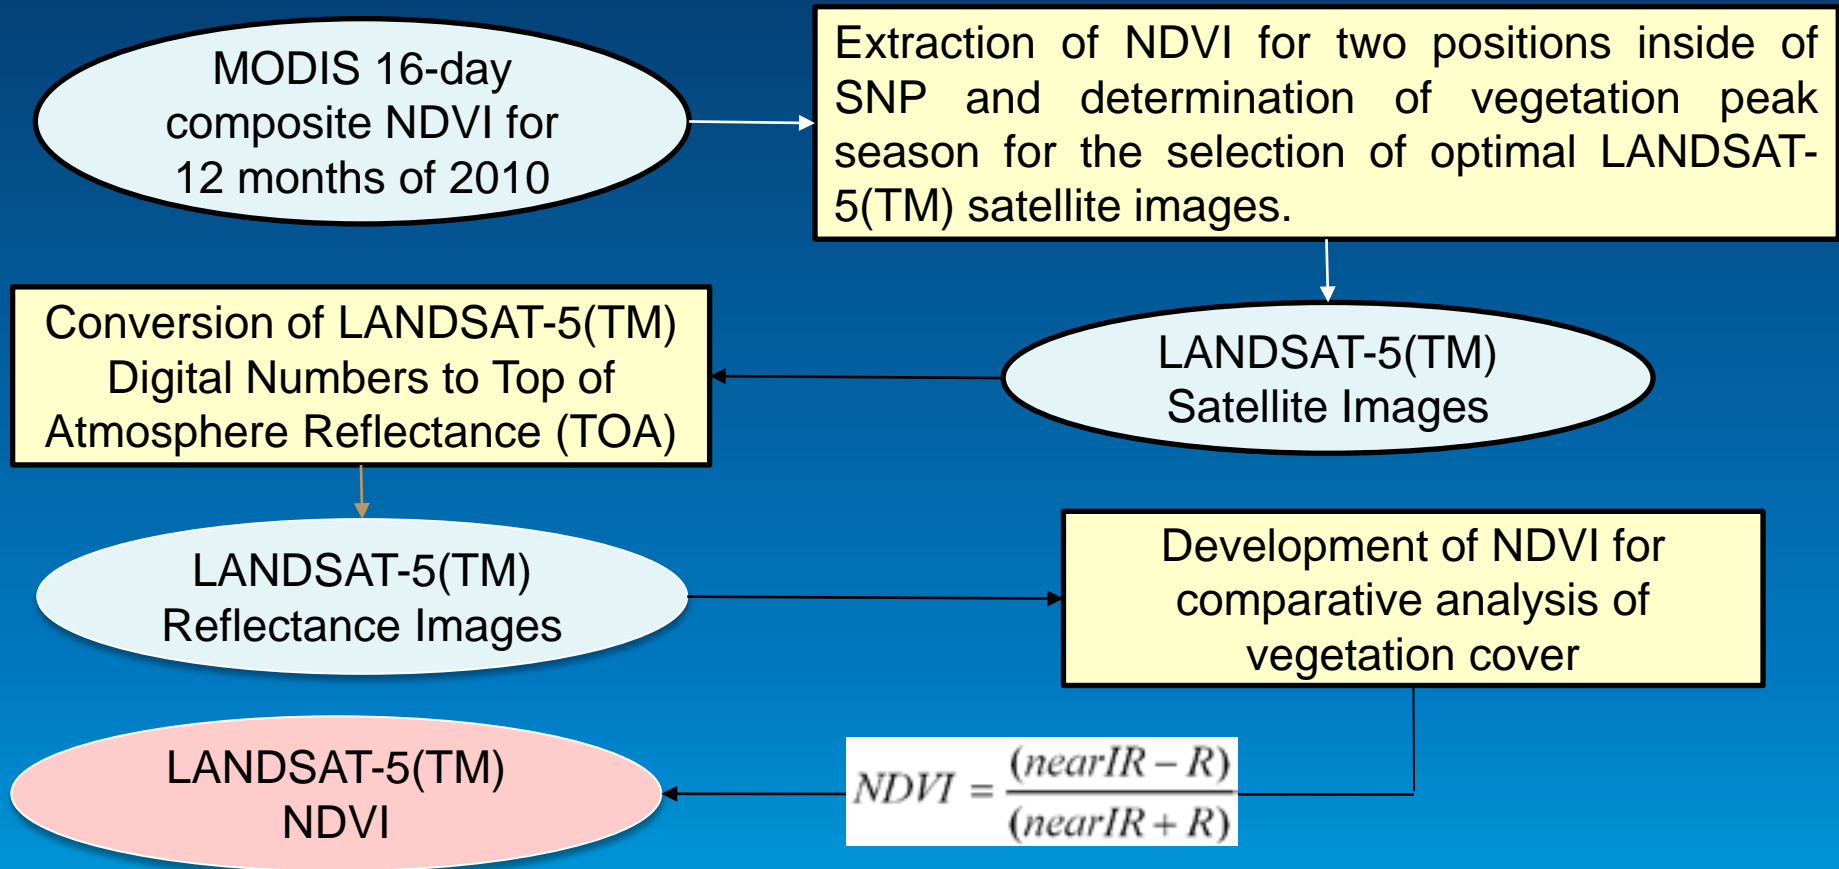 MODIS 16-day
composite NDVI for
12 months of 2010
Extraction of NDVI for two positions inside of
SNP and determination of vegetation peak
season for the selection of optimal LANDSAT-
5(TM) satellite images.
Conversion of LANDSAT-5(TM)
Digital Numbers to Top of
Atmosphere Reflectance (TOA)
LANDSAT-5(TM)
Satellite Images
LANDSAT-5(TM)
Reflectance Images
Development of NDVI for
comparative analysis of
vegetation cover
LANDSAT-5(TM)
NDVI
NDVI = (nearIR – R) / (nearIR + R)